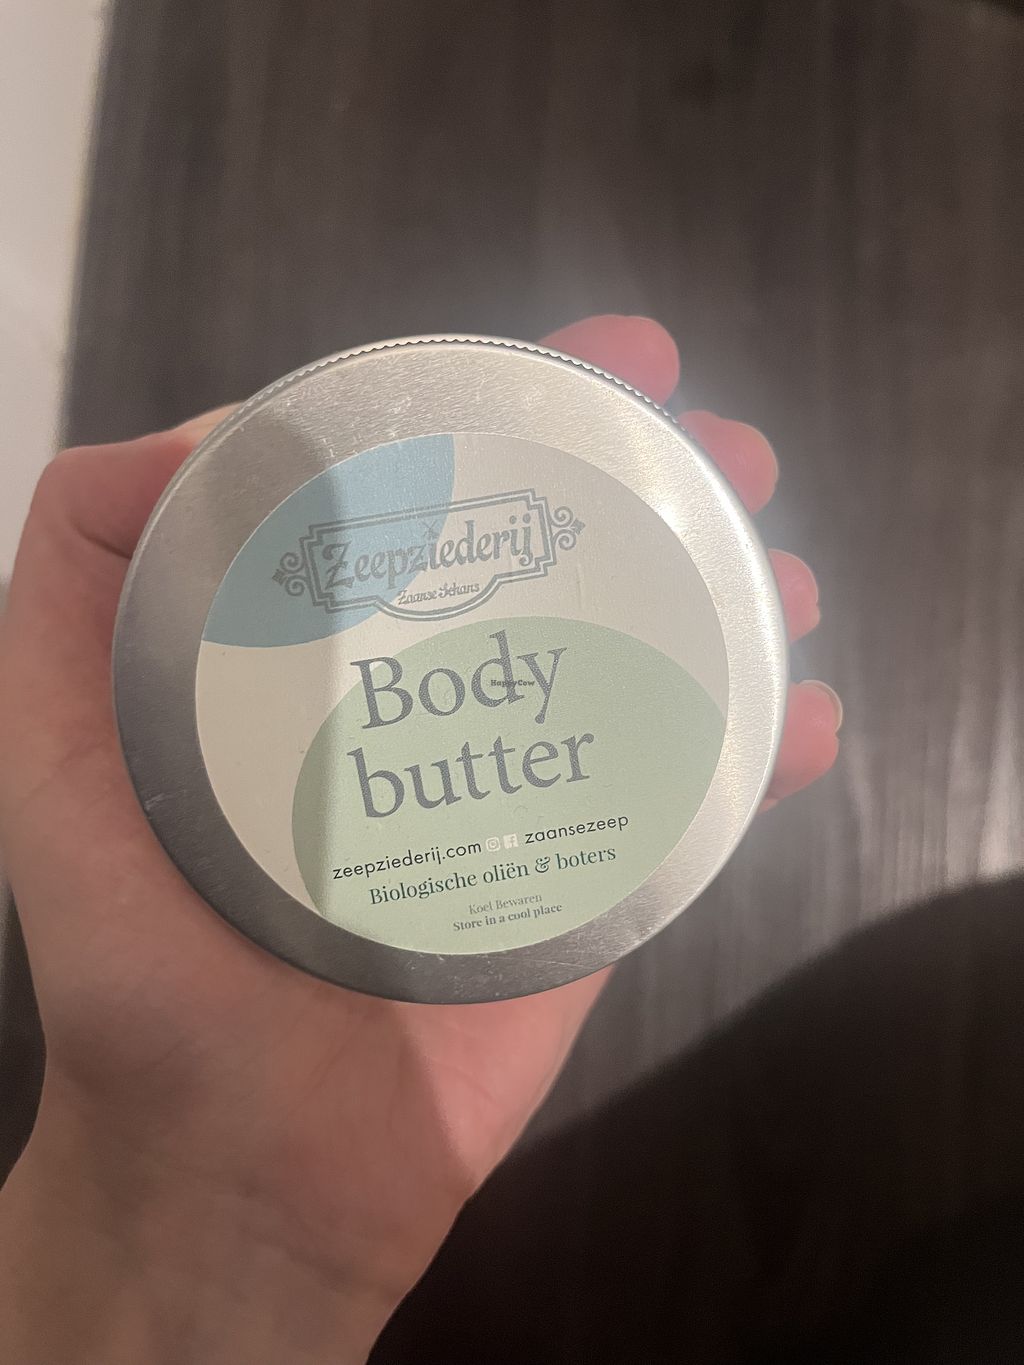 Zeepziederij
Zaanse Schans
Body
HappyCow
butter
zeepziederij.com zaansezeep
Biologische oliën & boters
Koel Bewaren
Store in a cool place